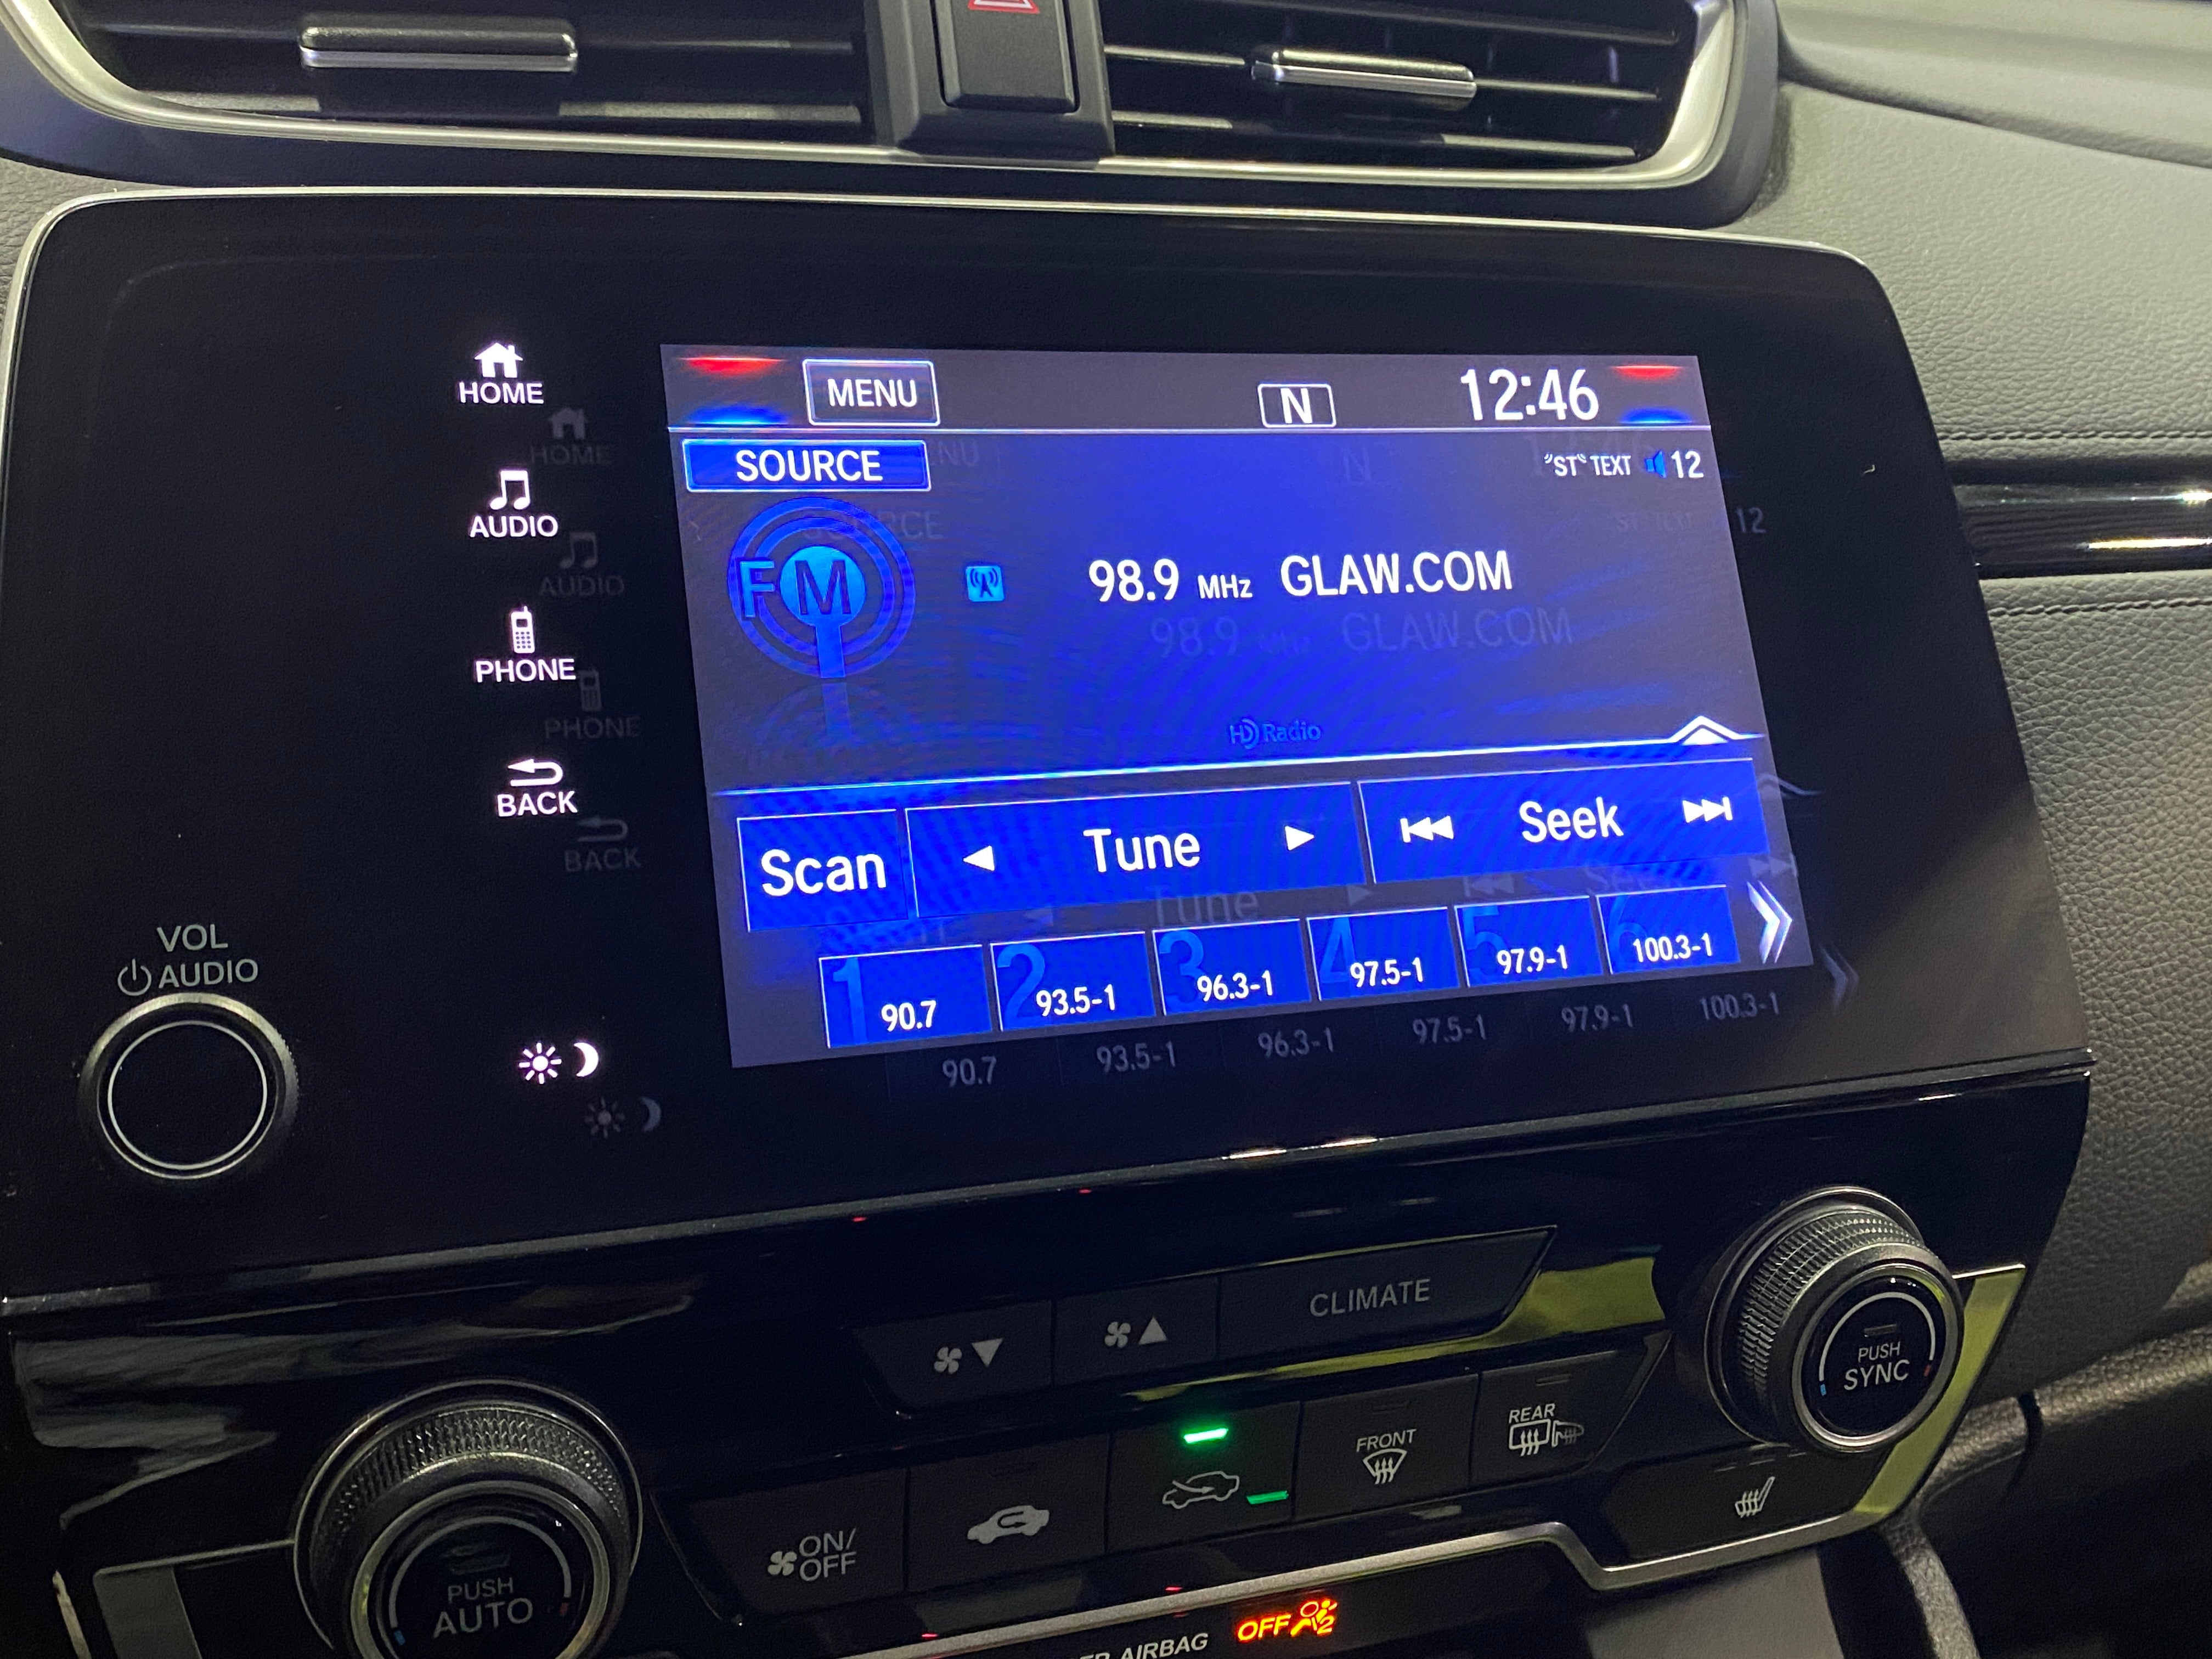 HOME
MENU
N
12:46
SOURCE
"ST" TEXT 12
AUDIO
FM
98.9 MHz GLAW.COM
PHONE
HD Radio
BACK
Scan
Tune
Seek
VOL
AUDIO
1 90.7
2 93.5-1
3 96.3-1
4 97.5-1
5 97.9-1
6 100.3-1
CLIMATE
PUSH
SYNC
REAR
FRONT
ON/
OFF
PUSH
AUTO
OFF 2
AIRBAG